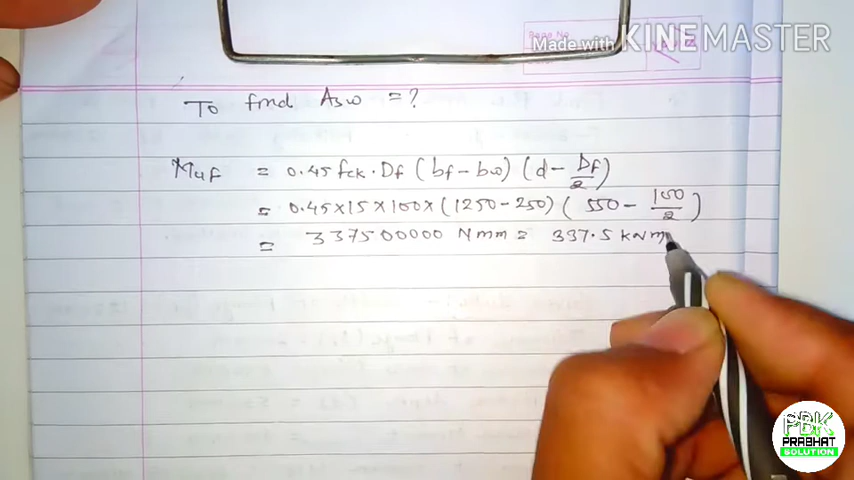 Made with KINEMASTER
To find Asw = ?
Muf = 0.45 fck . Df ( bf - bw ) ( d - Df/2 )
= 0.45 x 15 x 100 x ( 1250 - 250 ) ( 550 - 100/2 )
= 337500000 Nmm = 337.5 kNm
PBK
PRABHAT
SOLUTION